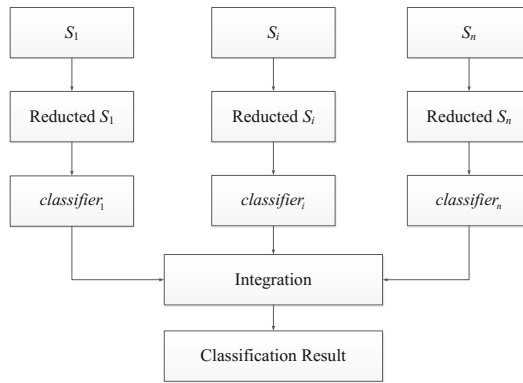 S₁
Sᵢ
Sₙ
Reducted S₁
Reducted Sᵢ
Reducted Sₙ
classifier₁
classifierᵢ
classifierₙ
Integration
Classification Result